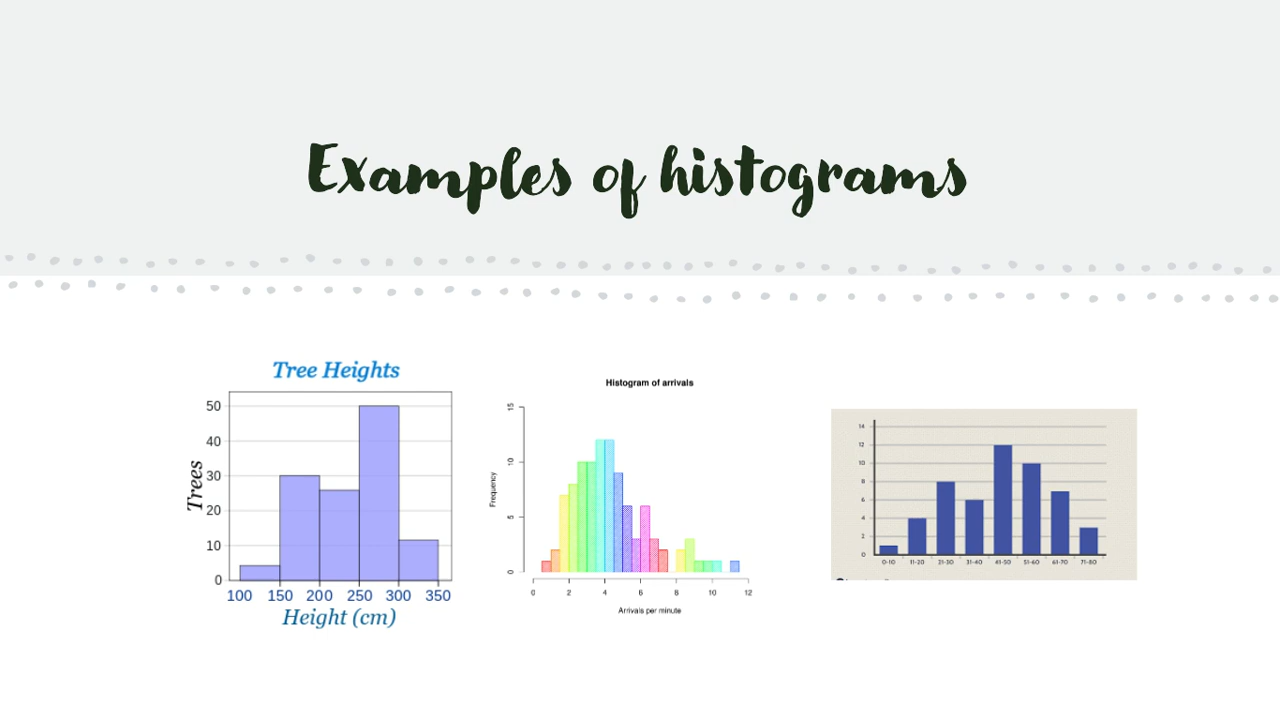 Examples of histograms
Tree Heights
50
40
30
20
10
0
Trees
100 150 200 250 300 350
Height (cm)
Histogram of arrivals
15
10
5
0
Frequency
0 2 4 6 8 10 12
Arrivals per minute
14
12
10
8
6
4
2
0
0-10 11-20 21-30 31-40 41-50 51-60 61-70 71-80